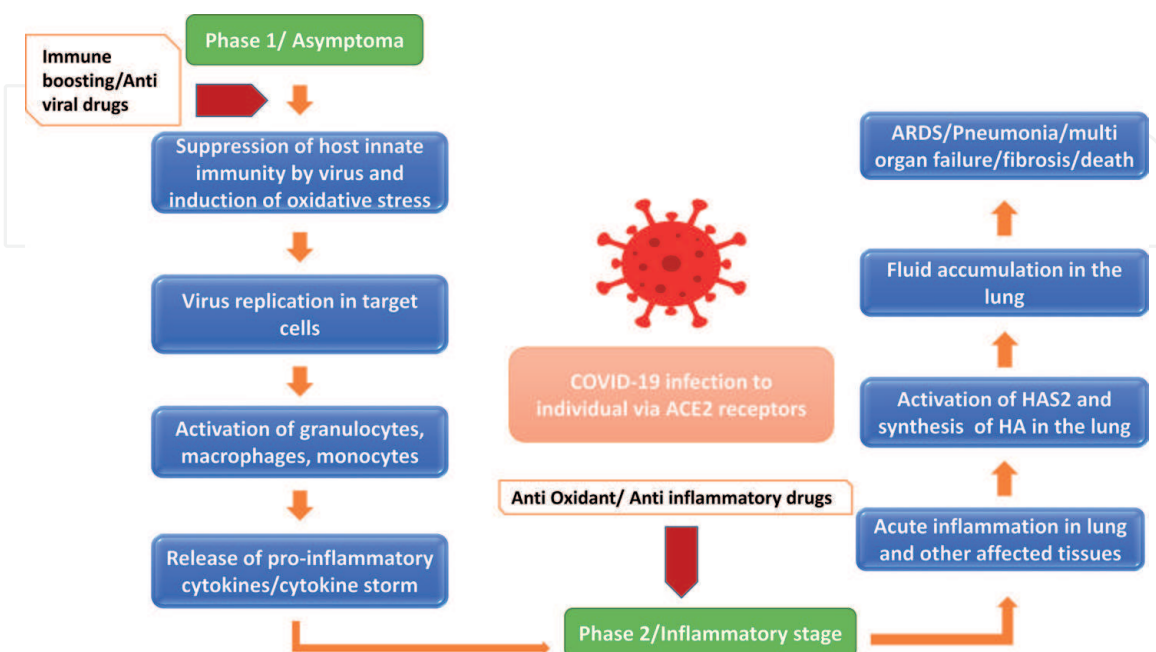 Phase 1/ Asymptoma
Immune
boosting/Anti
viral drugs
Suppression of host innate
immunity by virus and
induction of oxidative stress
Virus replication in target
cells
Activation of granulocytes,
macrophages, monocytes
Release of pro-inflammatory
cytokines/cytokine storm
COVID-19 infection to
individual via ACE2 receptors
Anti Oxidant/ Anti inflammatory drugs
Phase 2/Inflammatory stage
Acute inflammation in lung
and other affected tissues
Activation of HAS2 and
synthesis of HA in the lung
Fluid accumulation in the
lung
ARDS/Pneumonia/multi
organ failure/fibrosis/death